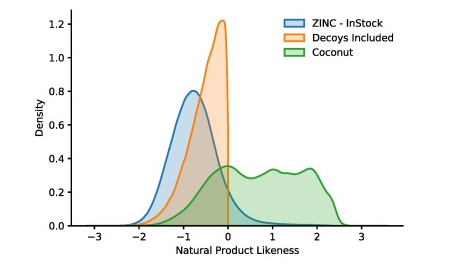 ZINC - InStock
Decoys Included
Coconut
1.2
1.0
0.8
0.6
0.4
0.2
0.0
Density
−3 −2 −1 0 1 2 3
Natural Product Likeness